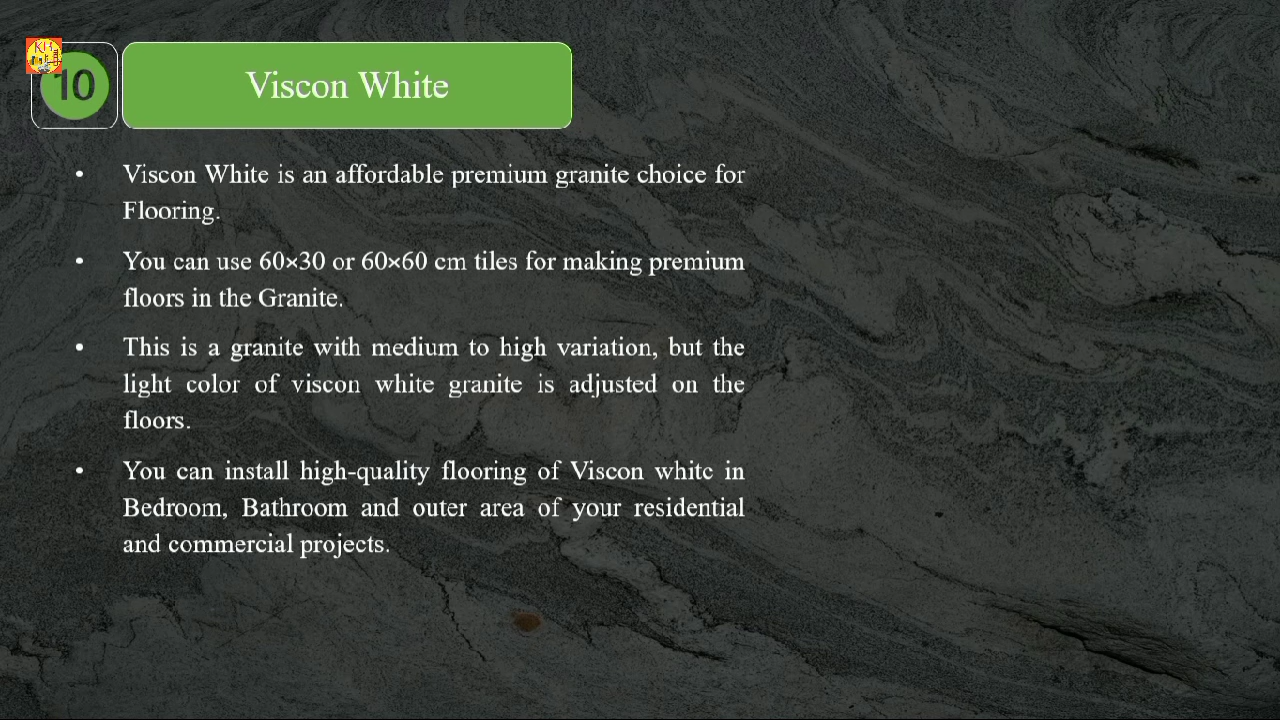 KB
10
Viscon White
• Viscon White is an affordable premium granite choice for
Flooring.
• You can use 60×30 or 60×60 cm tiles for making premium
floors in the Granite.
• This is a granite with medium to high variation, but the
light color of viscon white granite is adjusted on the
floors.
• You can install high-quality flooring of Viscon white in
Bedroom, Bathroom and outer area of your residential
and commercial projects.